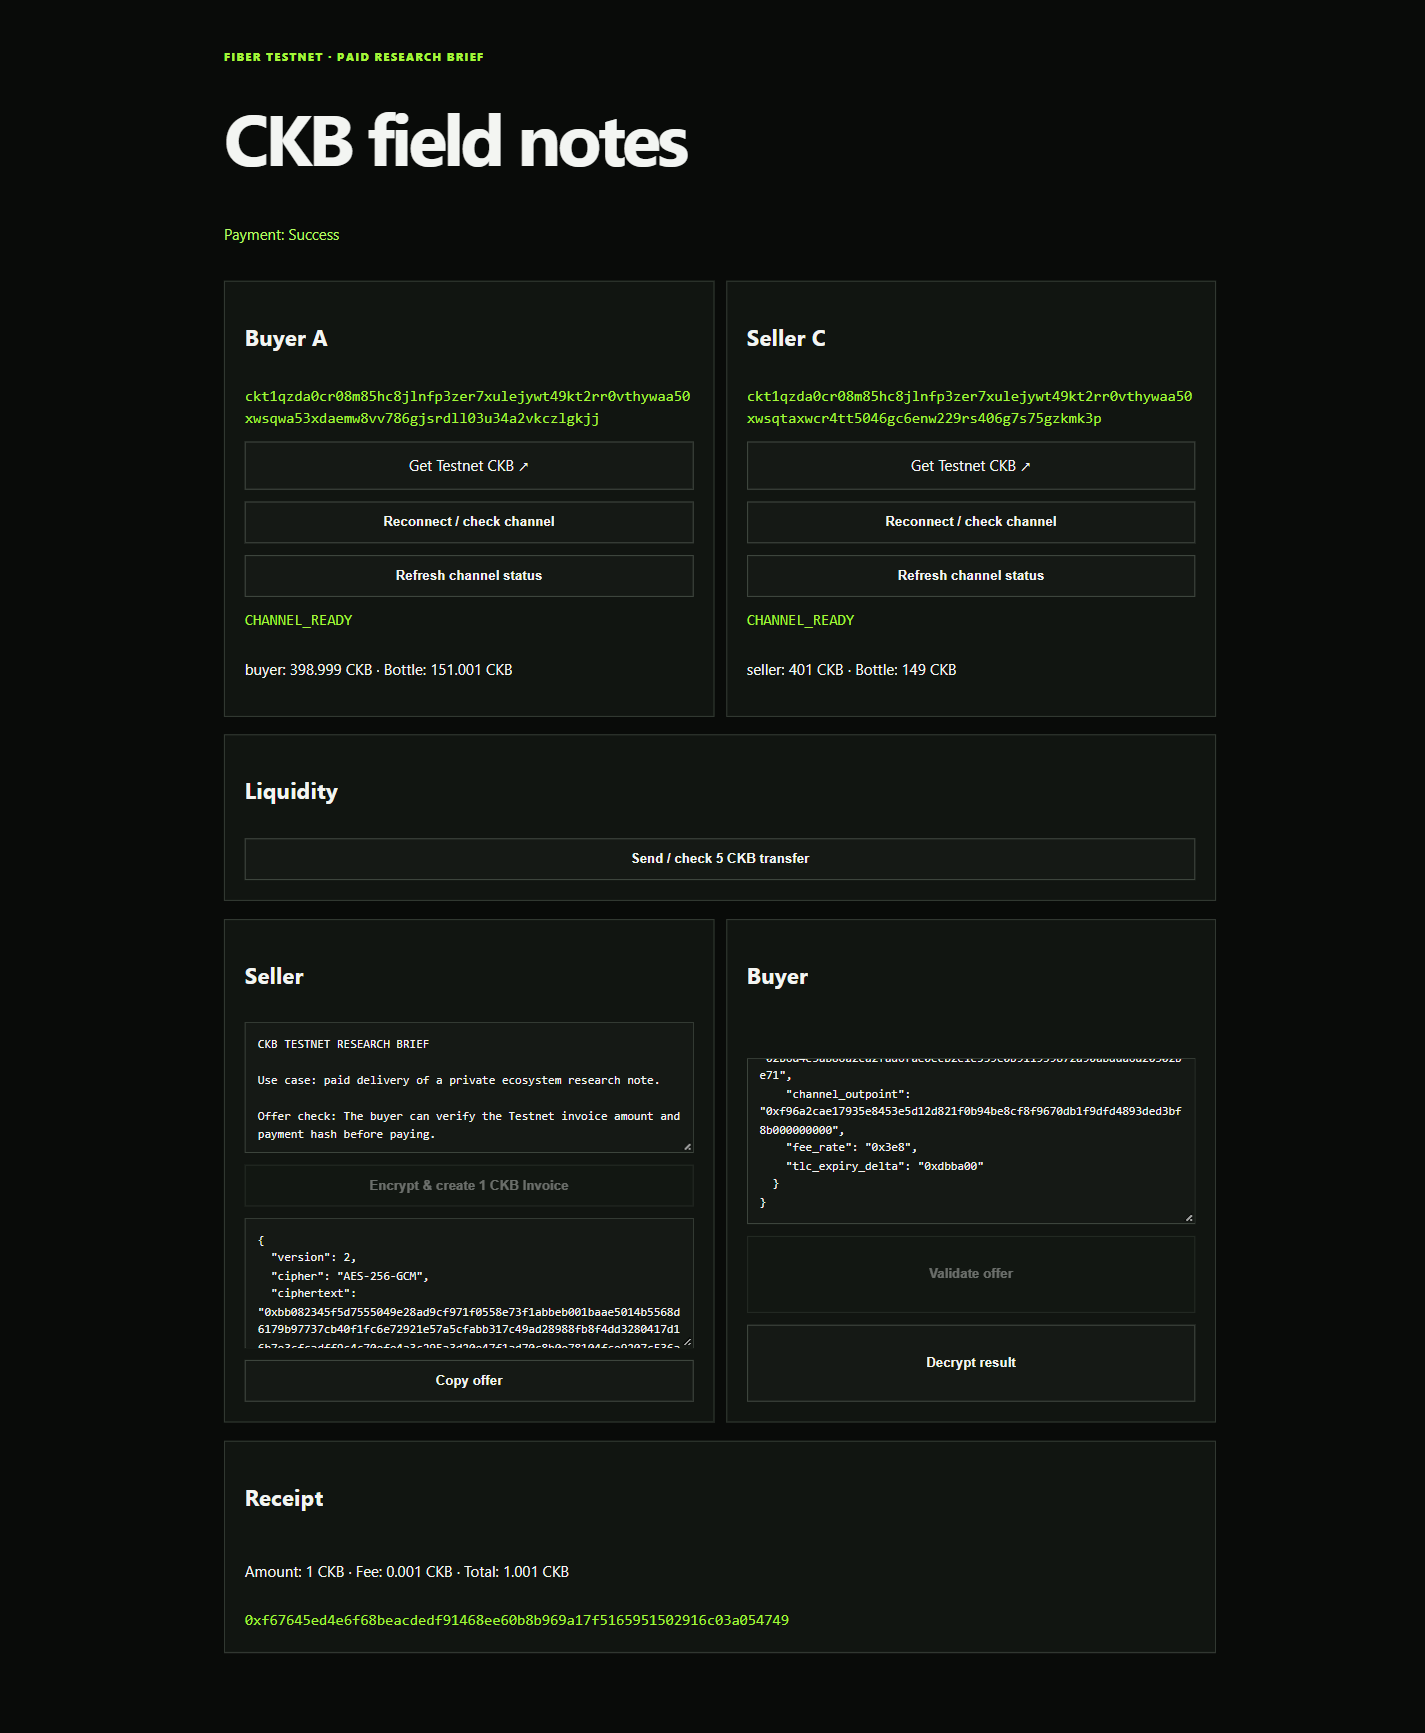 FIBER TESTNET · PAID RESEARCH BRIEF
CKB field notes
Payment: Success
Buyer A
ckt1qzda0cr08m85hc8jlnfp3zer7xulejywt49kt2rr0vthywaa50
xwsqwa53xdaemw8vv786gjsrdll03u34a2vkczlgkjj
Get Testnet CKB ↗
Reconnect / check channel
Refresh channel status
CHANNEL_READY
buyer: 398.999 CKB · Bottle: 151.001 CKB
Seller C
ckt1qzda0cr08m85hc8jlnfp3zer7xulejywt49kt2rr0vthywaa50
xwsqtaxwcr4tt5046gc6enw229rs406g7s75gzkmk3p
Get Testnet CKB ↗
Reconnect / check channel
Refresh channel status
CHANNEL_READY
seller: 401 CKB · Bottle: 149 CKB
Liquidity
Send / check 5 CKB transfer
Seller
CKB TESTNET RESEARCH BRIEF
Use case: paid delivery of a private ecosystem research note.
Offer check: The buyer can verify the Testnet invoice amount and
payment hash before paying.
Encrypt & create 1 CKB Invoice
{
"version": 2,
"cipher": "AES-256-GCM",
"ciphertext":
"0xbb082345f5d7555049e28ad9cf971f0558e73f1abbeb001baae5014b5568d
6179b97737cb40f1fc6e72921e57a5cfabb317c49ad28988fb8f4dd3280417d1
Copy offer
Buyer
e71",
"channel_outpoint":
"0xf96a2cae17935e8453e5d12d821f0b94be8cf8f9670db1f9dfd4893ded3bf
8b000000000",
"fee_rate": "0x3e8",
"tlc_expiry_delta": "0xdbba00"
}
}
Validate offer
Decrypt result
Receipt
Amount: 1 CKB · Fee: 0.001 CKB · Total: 1.001 CKB
0xf67645ed4e6f68beacdedf91468ee60b8b969a17f5165951502916c03a054749